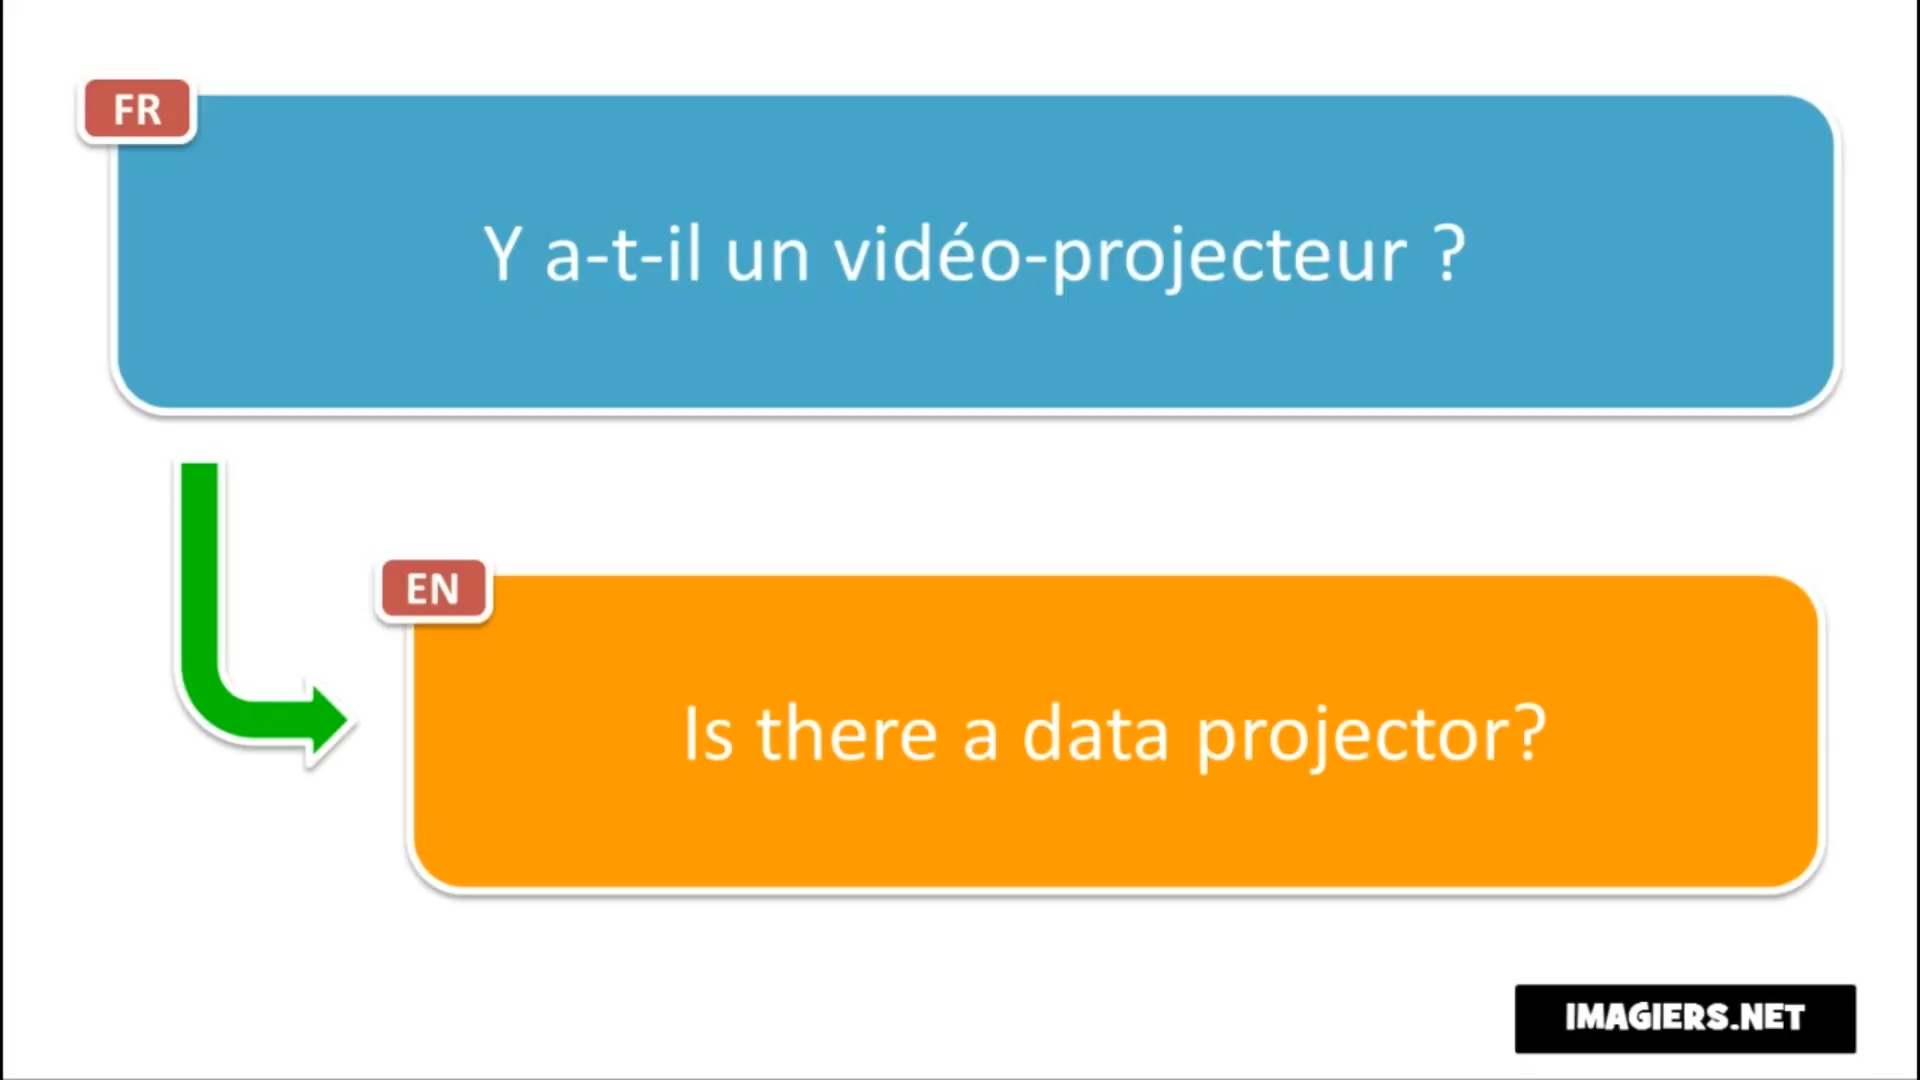 FR
Y a-t-il un vidéo-projecteur ?
EN
Is there a data projector?
IMAGIERS.NET